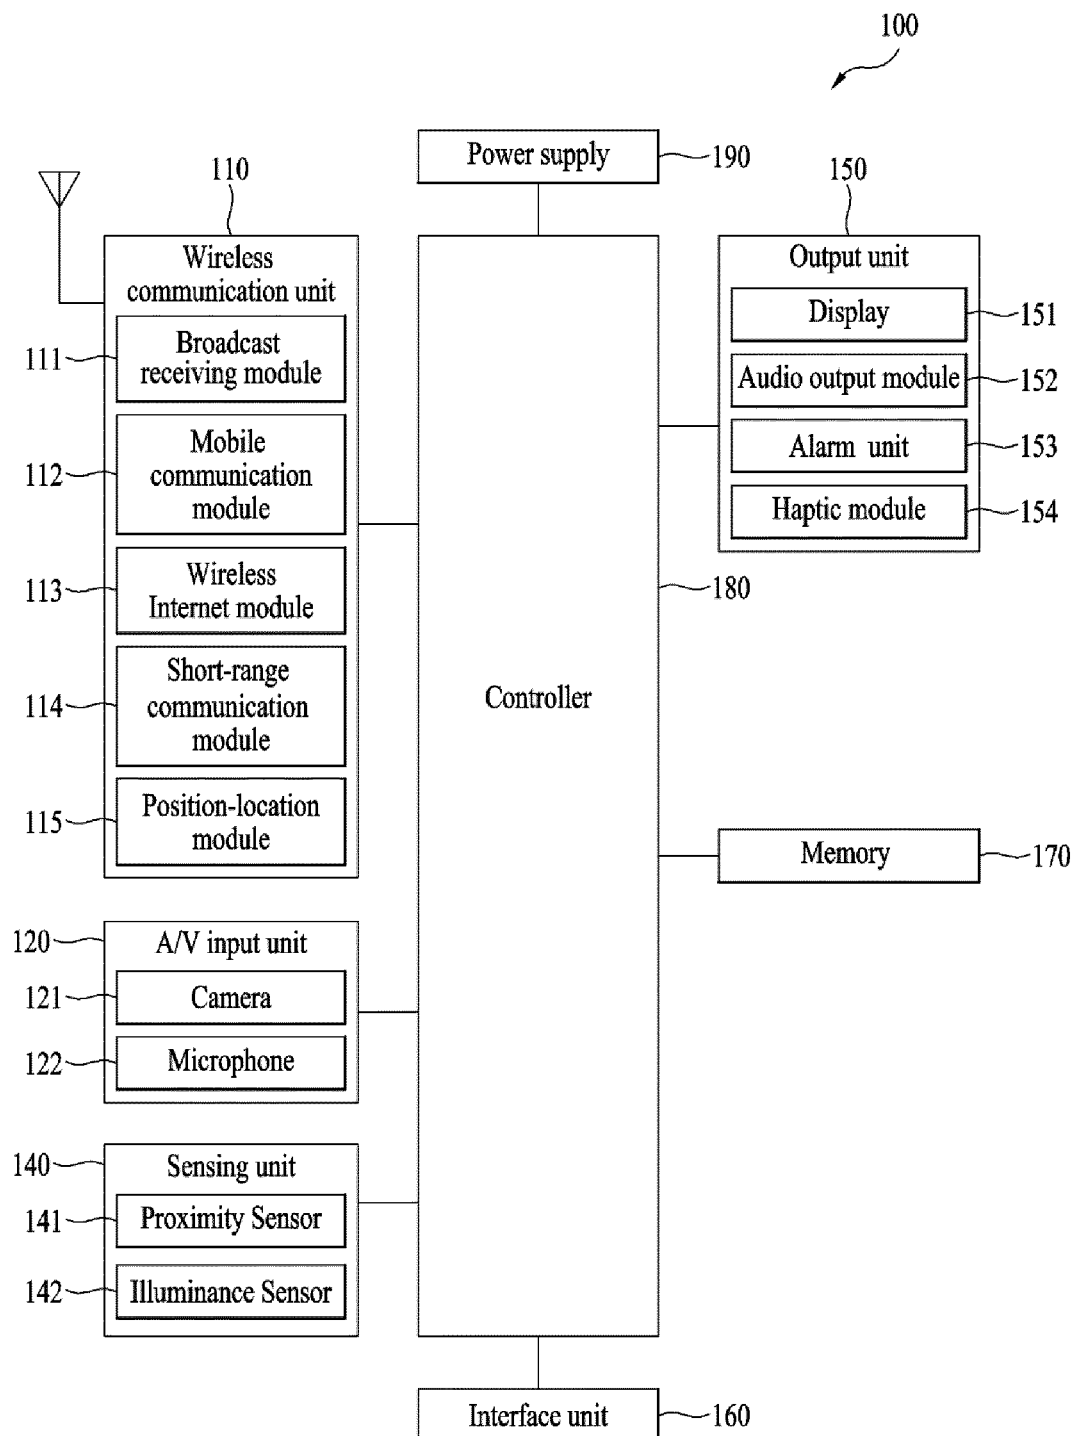 100
Power supply
190
110
150
Wireless
communication unit
111
Broadcast
receiving module
112
Mobile
communication
module
113
Wireless
Internet module
114
Short-range
communication
module
115
Position-location
module
120
A/V input unit
121
Camera
122
Microphone
140
Sensing unit
141
Proximity Sensor
142
Illuminance Sensor
Controller
180
Output unit
Display
151
Audio output module
152
Alarm unit
153
Haptic module
154
Memory
170
Interface unit
160